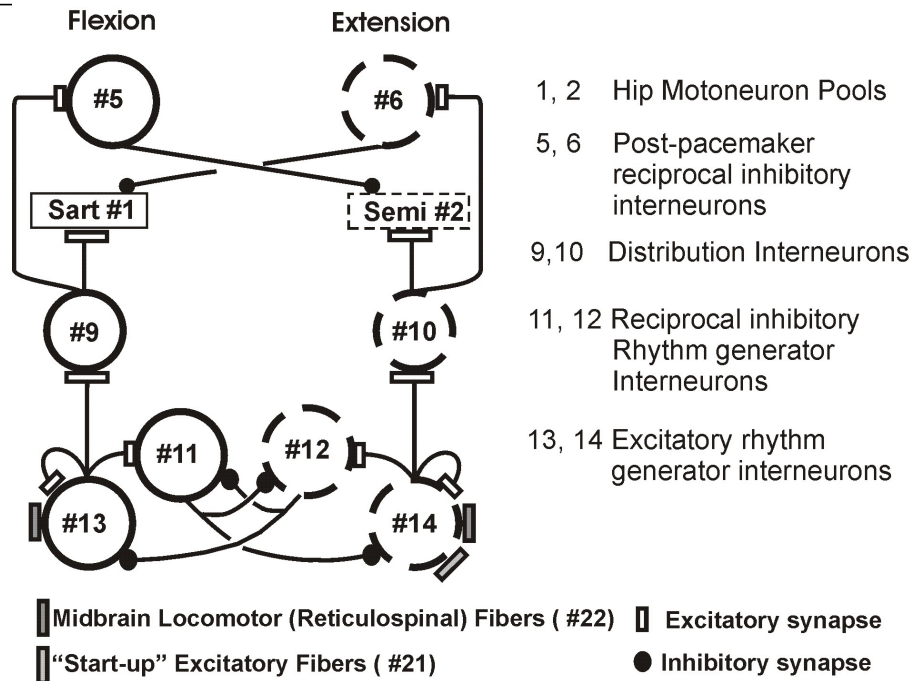 Flexion
Extension
#5
#6
1, 2 Hip Motoneuron Pools
5, 6 Post-pacemaker
reciprocal inhibitory
interneurons
Sart #1
Semi #2
9,10 Distribution Interneurons
#9
#10
11, 12 Reciprocal inhibitory
Rhythm generator
Interneurons
#11
#12
13, 14 Excitatory rhythm
generator interneurons
#13
#14
Midbrain Locomotor (Reticulospinal) Fibers ( #22)
Excitatory synapse
"Start-up" Excitatory Fibers ( #21)
Inhibitory synapse